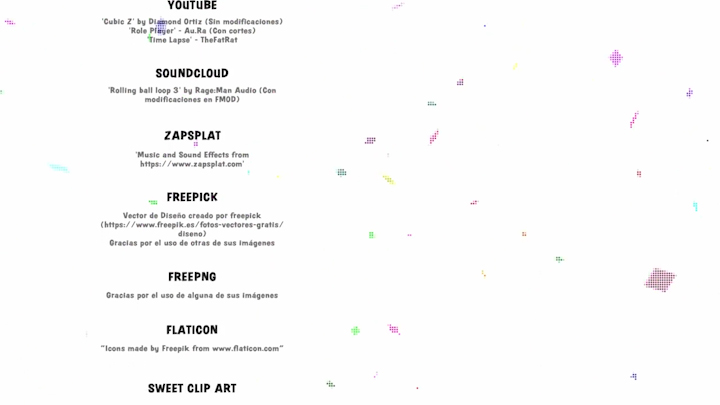 YOUTUBE
'Cubic Z' by Diamond Ortiz (Sin modificaciones)
'Role Player' - Au.Ra (Con cortes)
'Time Lapse' - TheFatRat
SOUNDCLOUD
'Rolling ball loop 3' by Rage:Man Audio (Con
modificaciones en FMOD)
ZAPSPLAT
'Music and Sound Effects from
https://www.zapsplat.com'
FREEPICK
Vector de Diseño creado por freepick
(https://www.freepik.es/fotos-vectores-gratis/
diseno)
Gracias por el uso de otras de sus imágenes
FREEPNG
Gracias por el uso de alguna de sus imágenes
FLATICON
"Icons made by Freepik from www.flaticon.com"
SWEET CLIP ART